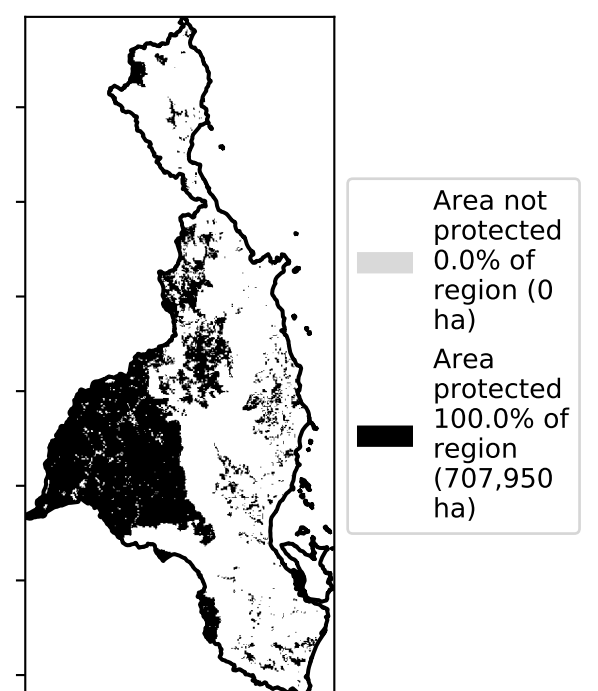 Area not
protected
0.0% of
region (0
ha)
Area
protected
100.0% of
region
(707,950
ha)